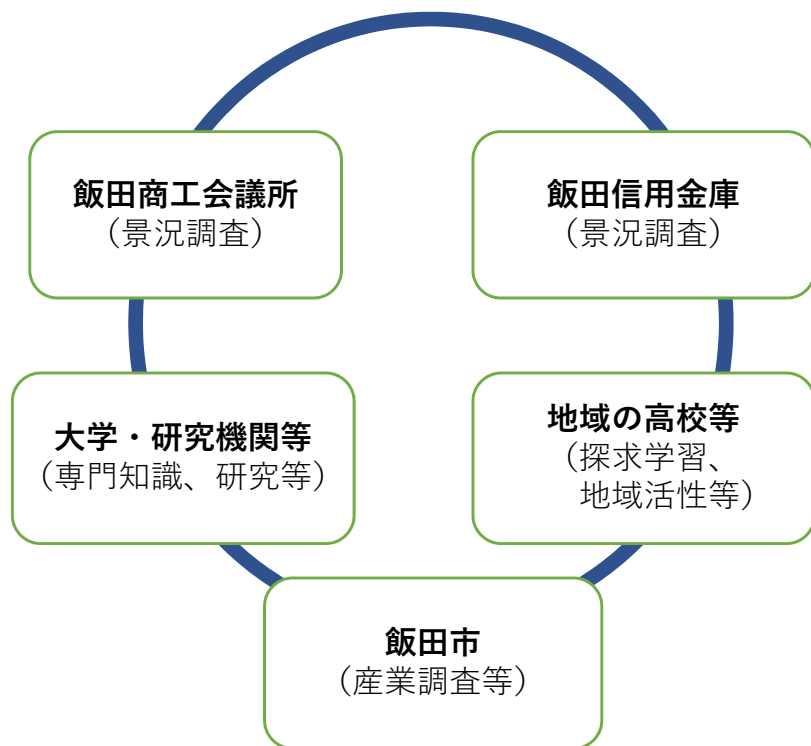 飯田商工会議所
（景況調査）
飯田信用金庫
（景況調査）
大学・研究機関等
（専門知識、研究等）
地域の高校等
（探求学習、
地域活性等）
飯田市
（産業調査等）